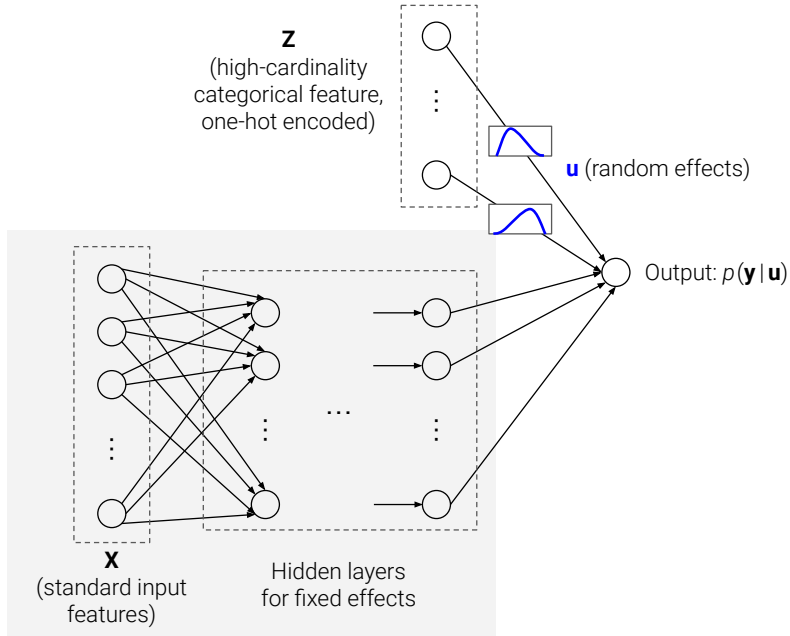 Z
(high-cardinality
categorical feature,
one-hot encoded)
⋮
u (random effects)
Output: p(y|u)
⋮
...
⋮
⋮
X
(standard input
features)
Hidden layers
for fixed effects